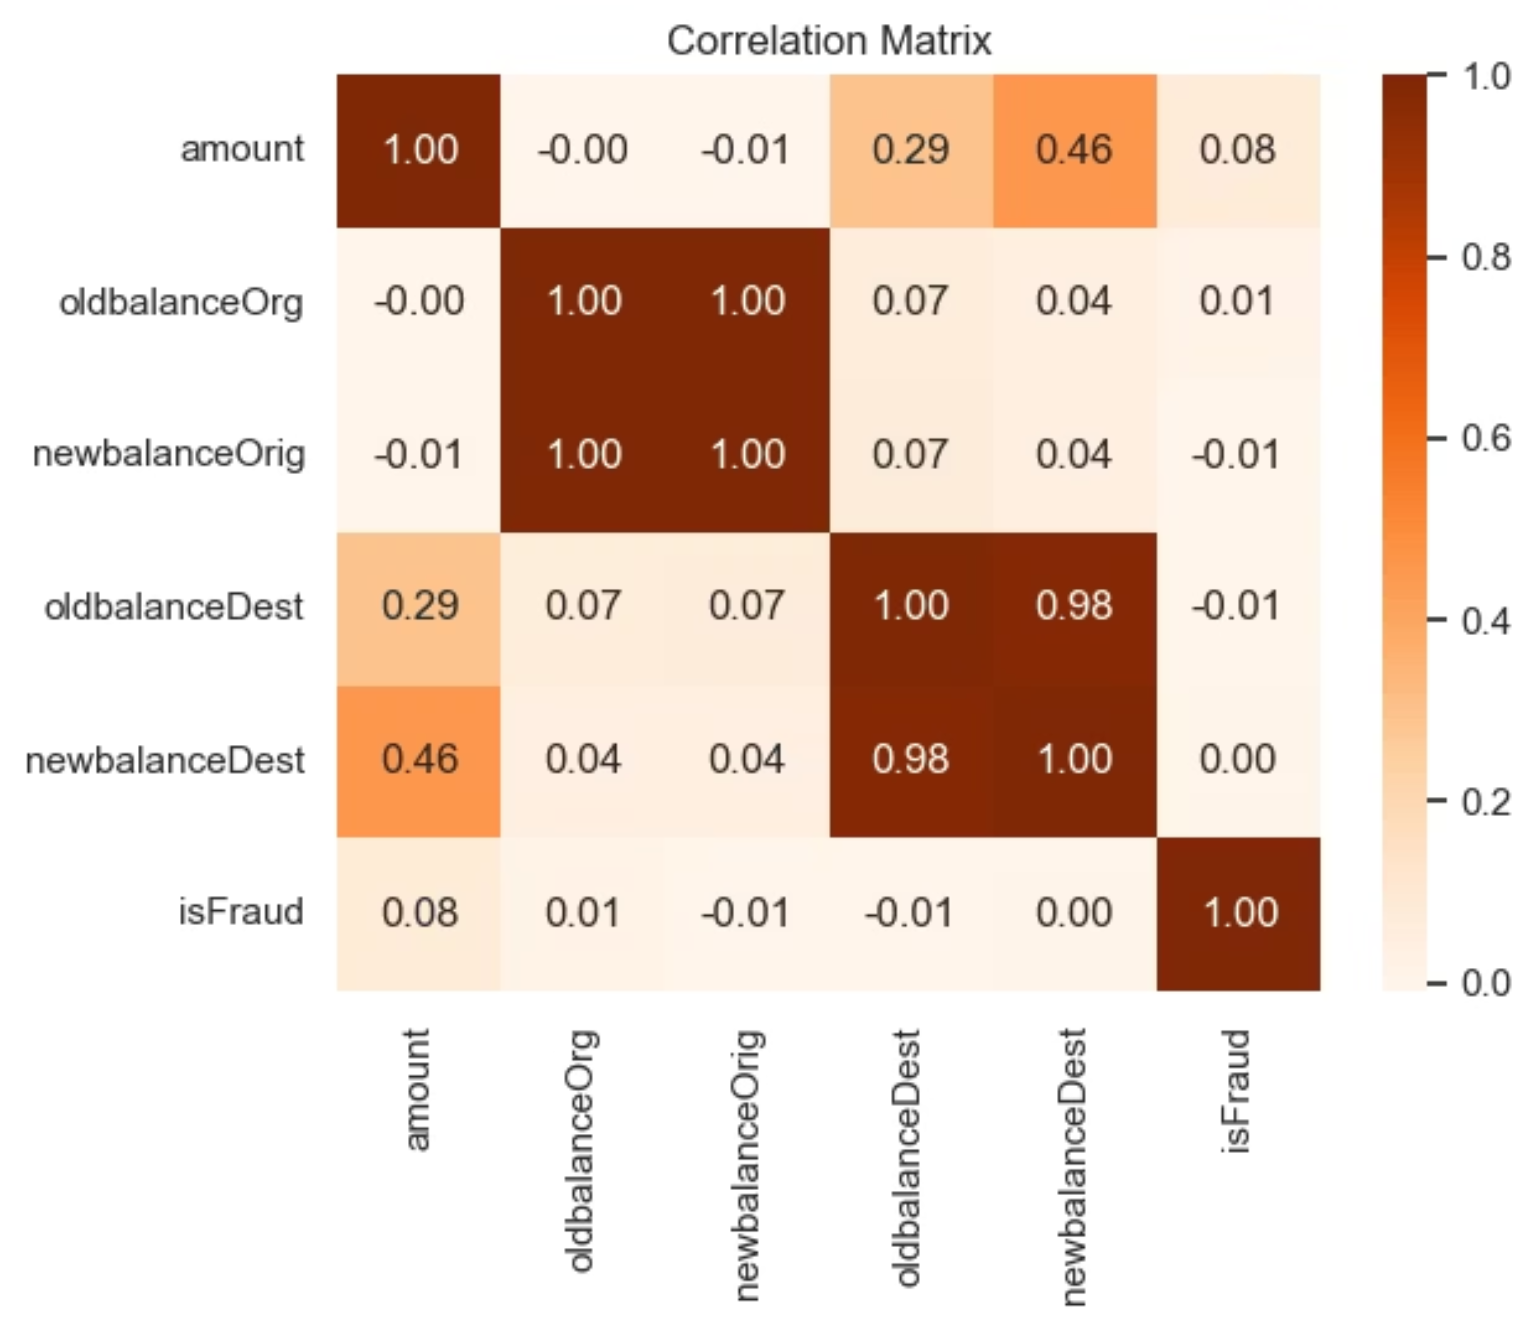 Correlation Matrix
amount 1.00 -0.00 -0.01 0.29 0.46 0.08
oldbalanceOrg -0.00 1.00 1.00 0.07 0.04 0.01
newbalanceOrig -0.01 1.00 1.00 0.07 0.04 -0.01
oldbalanceDest 0.29 0.07 0.07 1.00 0.98 -0.01
newbalanceDest 0.46 0.04 0.04 0.98 1.00 0.00
isFraud 0.08 0.01 -0.01 -0.01 0.00 1.00
amount
oldbalanceOrg
newbalanceOrig
oldbalanceDest
newbalanceDest
isFraud
1.0
0.8
0.6
0.4
0.2
0.0